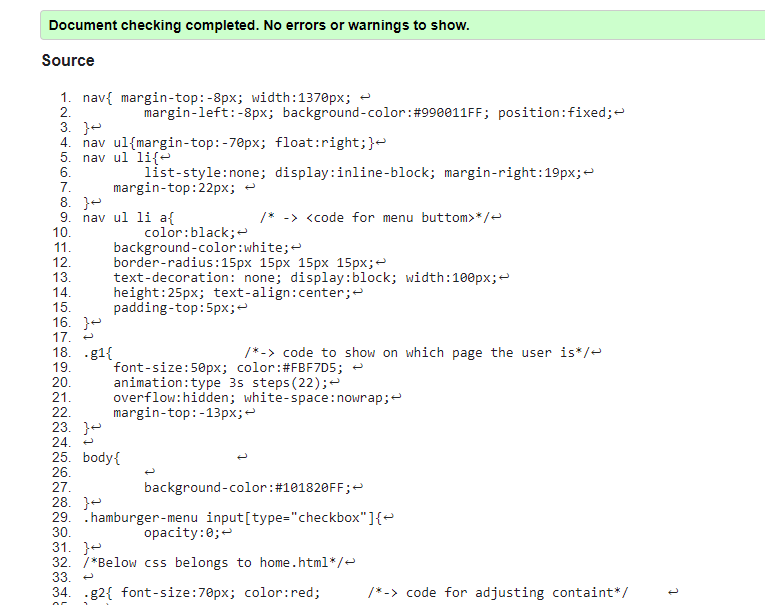 Document checking completed. No errors or warnings to show.
Source
1. nav{ margin-top:-8px; width:1370px; ↩
2. margin-left:-8px; background-color:#990011FF; position:fixed;↩
3. }↩
4. nav ul{margin-top:-70px; float:right;}↩
5. nav ul li{↩
6. list-style:none; display:inline-block; margin-right:19px;↩
7. margin-top:22px; ↩
8. }↩
9. nav ul li a{ /* -> <code for menu buttom>*/↩
10. color:black;↩
11. background-color:white;↩
12. border-radius:15px 15px 15px 15px;↩
13. text-decoration: none; display:block; width:100px;↩
14. height:25px; text-align:center;↩
15. padding-top:5px;↩
16. }↩
17. ↩
18. .g1{ /*-> code to show on which page the user is*/↩
19. font-size:50px; color:#FBF7D5; ↩
20. animation:type 3s steps(22);↩
21. overflow:hidden; white-space:nowrap;↩
22. margin-top:-13px;↩
23. }↩
24. ↩
25. body{ ↩
26. ↩
27. background-color:#101820FF;↩
28. }↩
29. .hamburger-menu input[type="checkbox"]{↩
30. opacity:0;↩
31. }↩
32. /*Below css belongs to home.html*/↩
33. ↩
34. .g2{ font-size:70px; color:red; /*-> code for adjusting containt*/ ↩